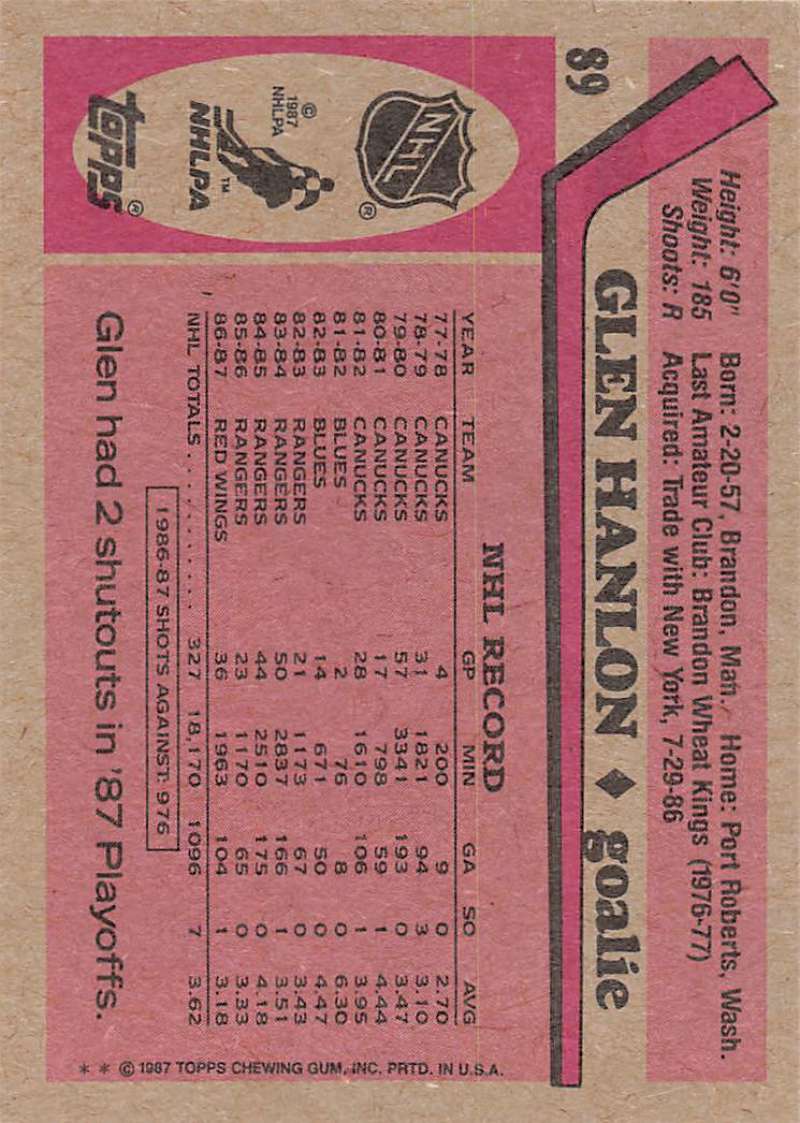 89
Height: 6'0" Born: 2-20-57, Brandon, Man. Home: Port Roberts, Wash.
Weight: 185 Last Amateur Club: Brandon Wheat Kings (1976-77)
Shoots: R Acquired: Trade with New York, 7-29-86
GLEN HANLON ♦ goalie
NHL
®
© 1987 NHLPA
NHLPA
TM
TOPPS®
NHL RECORD
YEAR TEAM GP MIN GA SO AVG
77-78 CANUCKS 4 200 9 0 2.70
78-79 CANUCKS 31 1821 94 3 3.10
79-80 CANUCKS 57 3341 193 0 3.47
80-81 CANUCKS 17 798 59 1 4.44
81-82 CANUCKS 28 1610 106 1 3.95
81-82 BLUES 2 76 8 0 6.30
82-83 BLUES 14 671 50 0 4.47
82-83 RANGERS 21 1173 67 0 3.43
83-84 RANGERS 50 2837 166 1 3.51
84-85 RANGERS 44 2510 175 0 4.18
85-86 RANGERS 23 1170 65 0 3.33
86-87 RED WINGS 36 1963 104 1 3.18
NHL TOTALS ......... 327 18,170 1096 7 3.62
1986-87 SHOTS AGAINST: 976
Glen had 2 shutouts in '87 Playoffs.
* * © 1987 TOPPS CHEWING GUM, INC. PRTD. IN U.S.A.